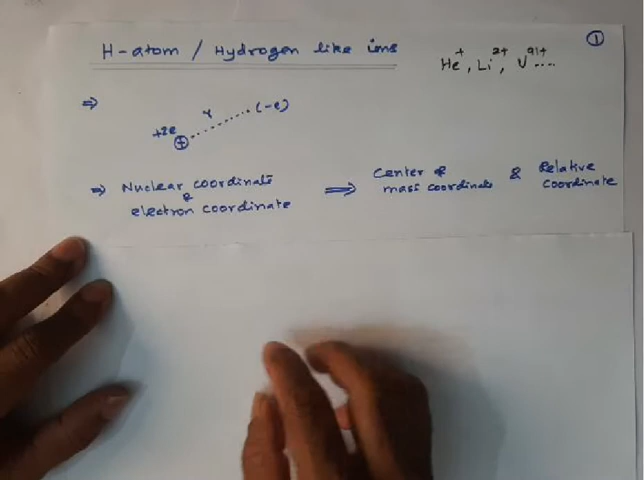 H-atom / Hydrogen like ions
①
He⁺, Li²⁺, U⁹¹⁺ ....
⇒
r
(-e)
+ze
⊕
⇒ Nuclear coordinate
&
electron coordinate
⟹ Center of
mass coordinate
& Relative
coordinate